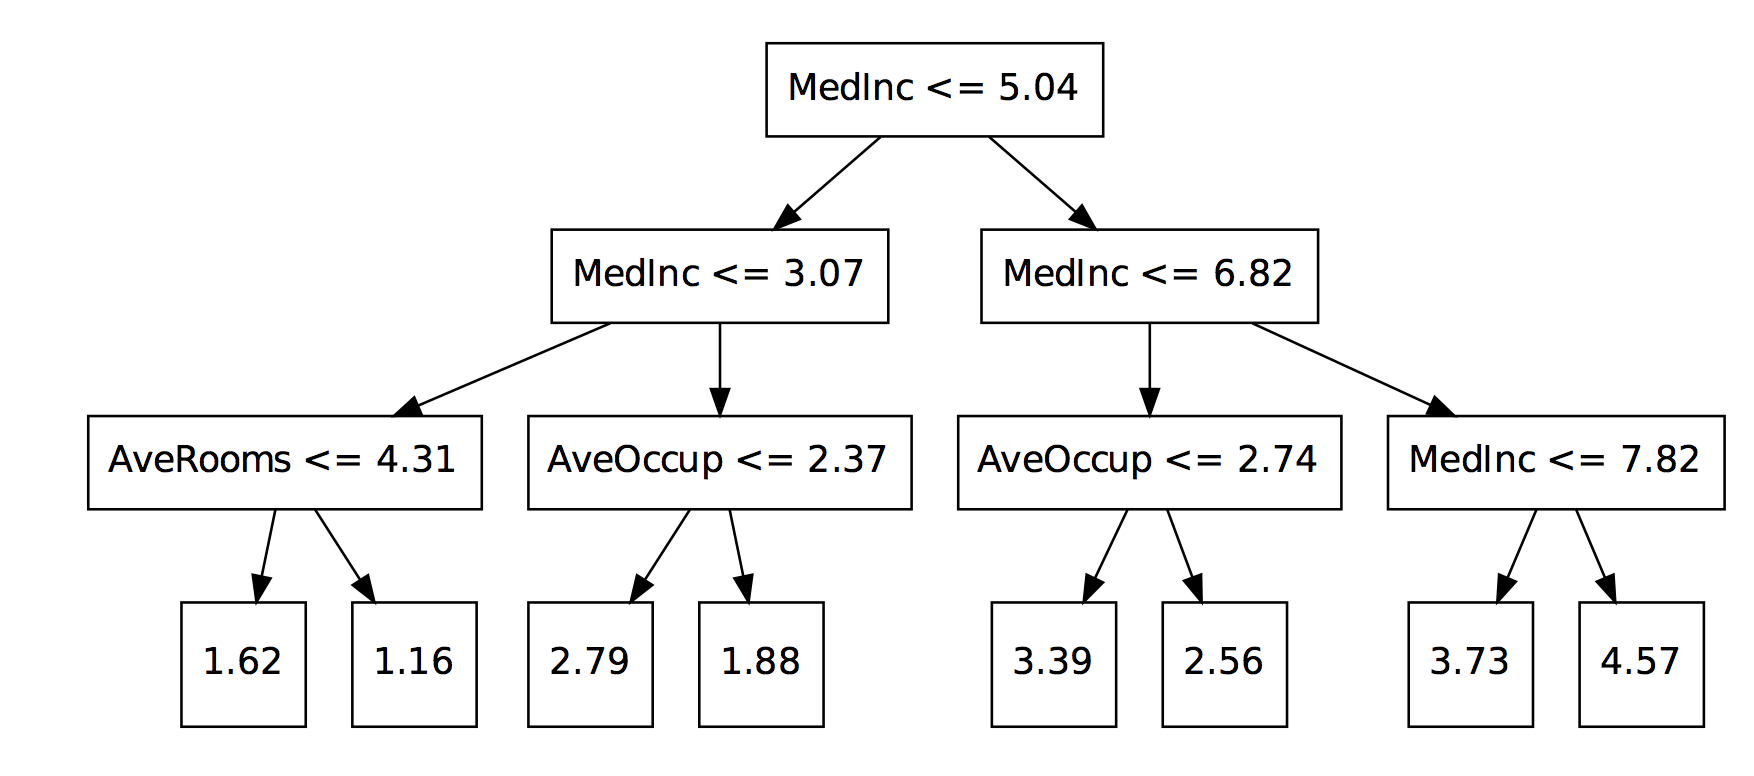 MedInc <= 5.04
MedInc <= 3.07
MedInc <= 6.82
AveRooms <= 4.31
AveOccup <= 2.37
AveOccup <= 2.74
MedInc <= 7.82
1.62
1.16
2.79
1.88
3.39
2.56
3.73
4.57